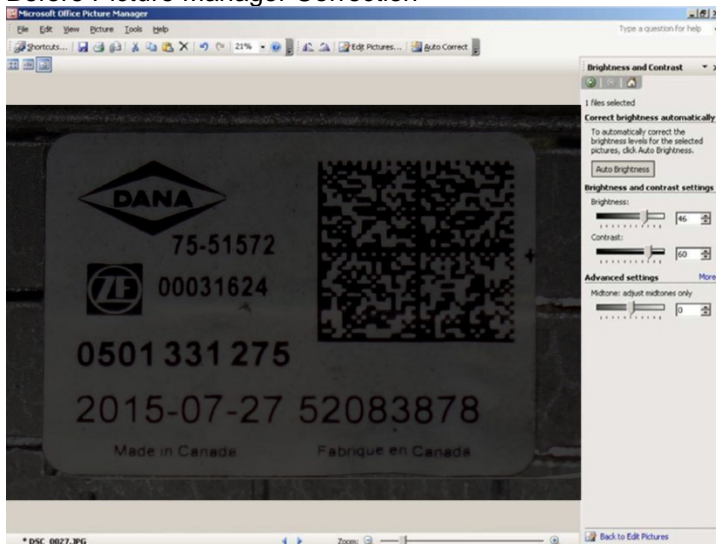 Before Picture Manager Correction
Microsoft Office Picture Manager
File Edit View Picture Tools Help
Type a question for help
Shortcuts... 21% Edit Pictures... Auto Correct
Brightness and Contrast
1 files selected
Correct brightness automatically
To automatically correct the
brightness levels for the selected
pictures, click Auto Brightness.
Auto Brightness
Brightness and contrast settings
Brightness:
46
Contrast:
60
Advanced settings More
Midtone: adjust midtones only
0
DANA
75-51572
ZF 00031624
0501 331 275
2015-07-27 52083878
Made in Canada Fabrique en Canada
* DSC_0027.JPG Zoom:
Back to Edit Pictures